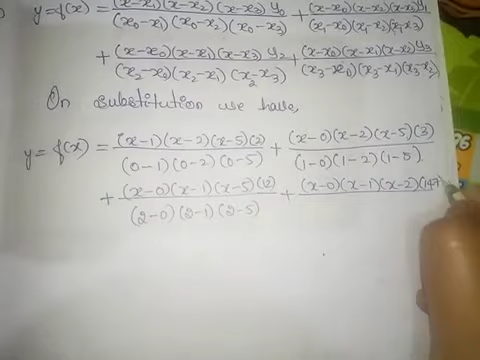 y=f(x) = (x-x1)(x-x2)(x-x3)y0 / (x0-x1)(x0-x2)(x0-x3) + (x-x0)(x-x2)(x-x3)y1 / (x1-x0)(x1-x2)(x1-x3)
+ (x-x0)(x-x1)(x-x3)y2 / (x2-x0)(x2-x1)(x2-x3) + (x-x0)(x-x1)(x-x2)y3 / (x3-x0)(x3-x1)(x3-x2)
On substitution we have,
y = f(x) = (x-1)(x-2)(x-5)(2) / (0-1)(0-2)(0-5) + (x-0)(x-2)(x-5)(3) / (1-0)(1-2)(1-5)
+ (x-0)(x-1)(x-5)(12) / (2-0)(2-1)(2-5) + (x-0)(x-1)(x-2)(147)